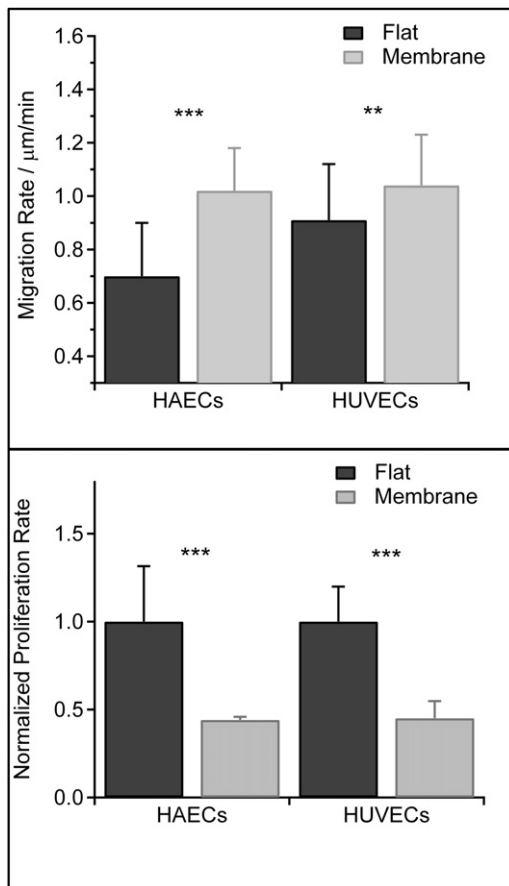 Flat
Membrane
1.6
1.4
1.2
1.0
0.8
0.6
0.4
Migration Rate / μm/min
***
**
HAECs
HUVECs
Flat
Membrane
1.5
1.0
0.5
0.0
Normalized Proliferation Rate
***
***
HAECs
HUVECs